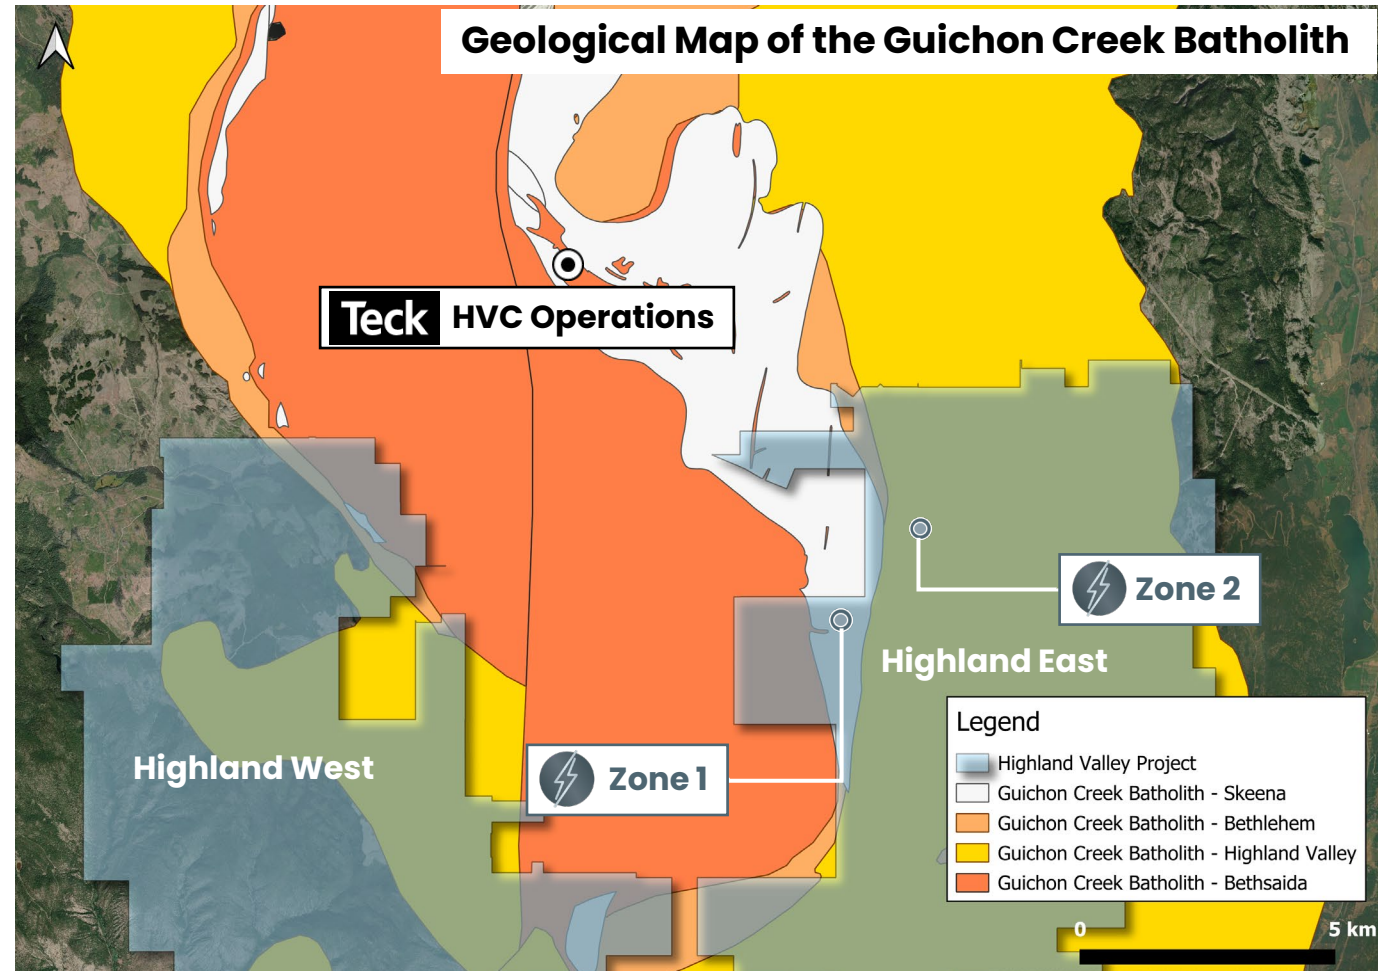 Geological Map of the Guichon Creek Batholith
Teck HVC Operations
Zone 2
Highland East
Legend
Highland Valley Project
Guichon Creek Batholith - Skeena
Guichon Creek Batholith - Bethlehem
Guichon Creek Batholith - Highland Valley
Guichon Creek Batholith - Bethsaida
Highland West
Zone 1
0 5 km